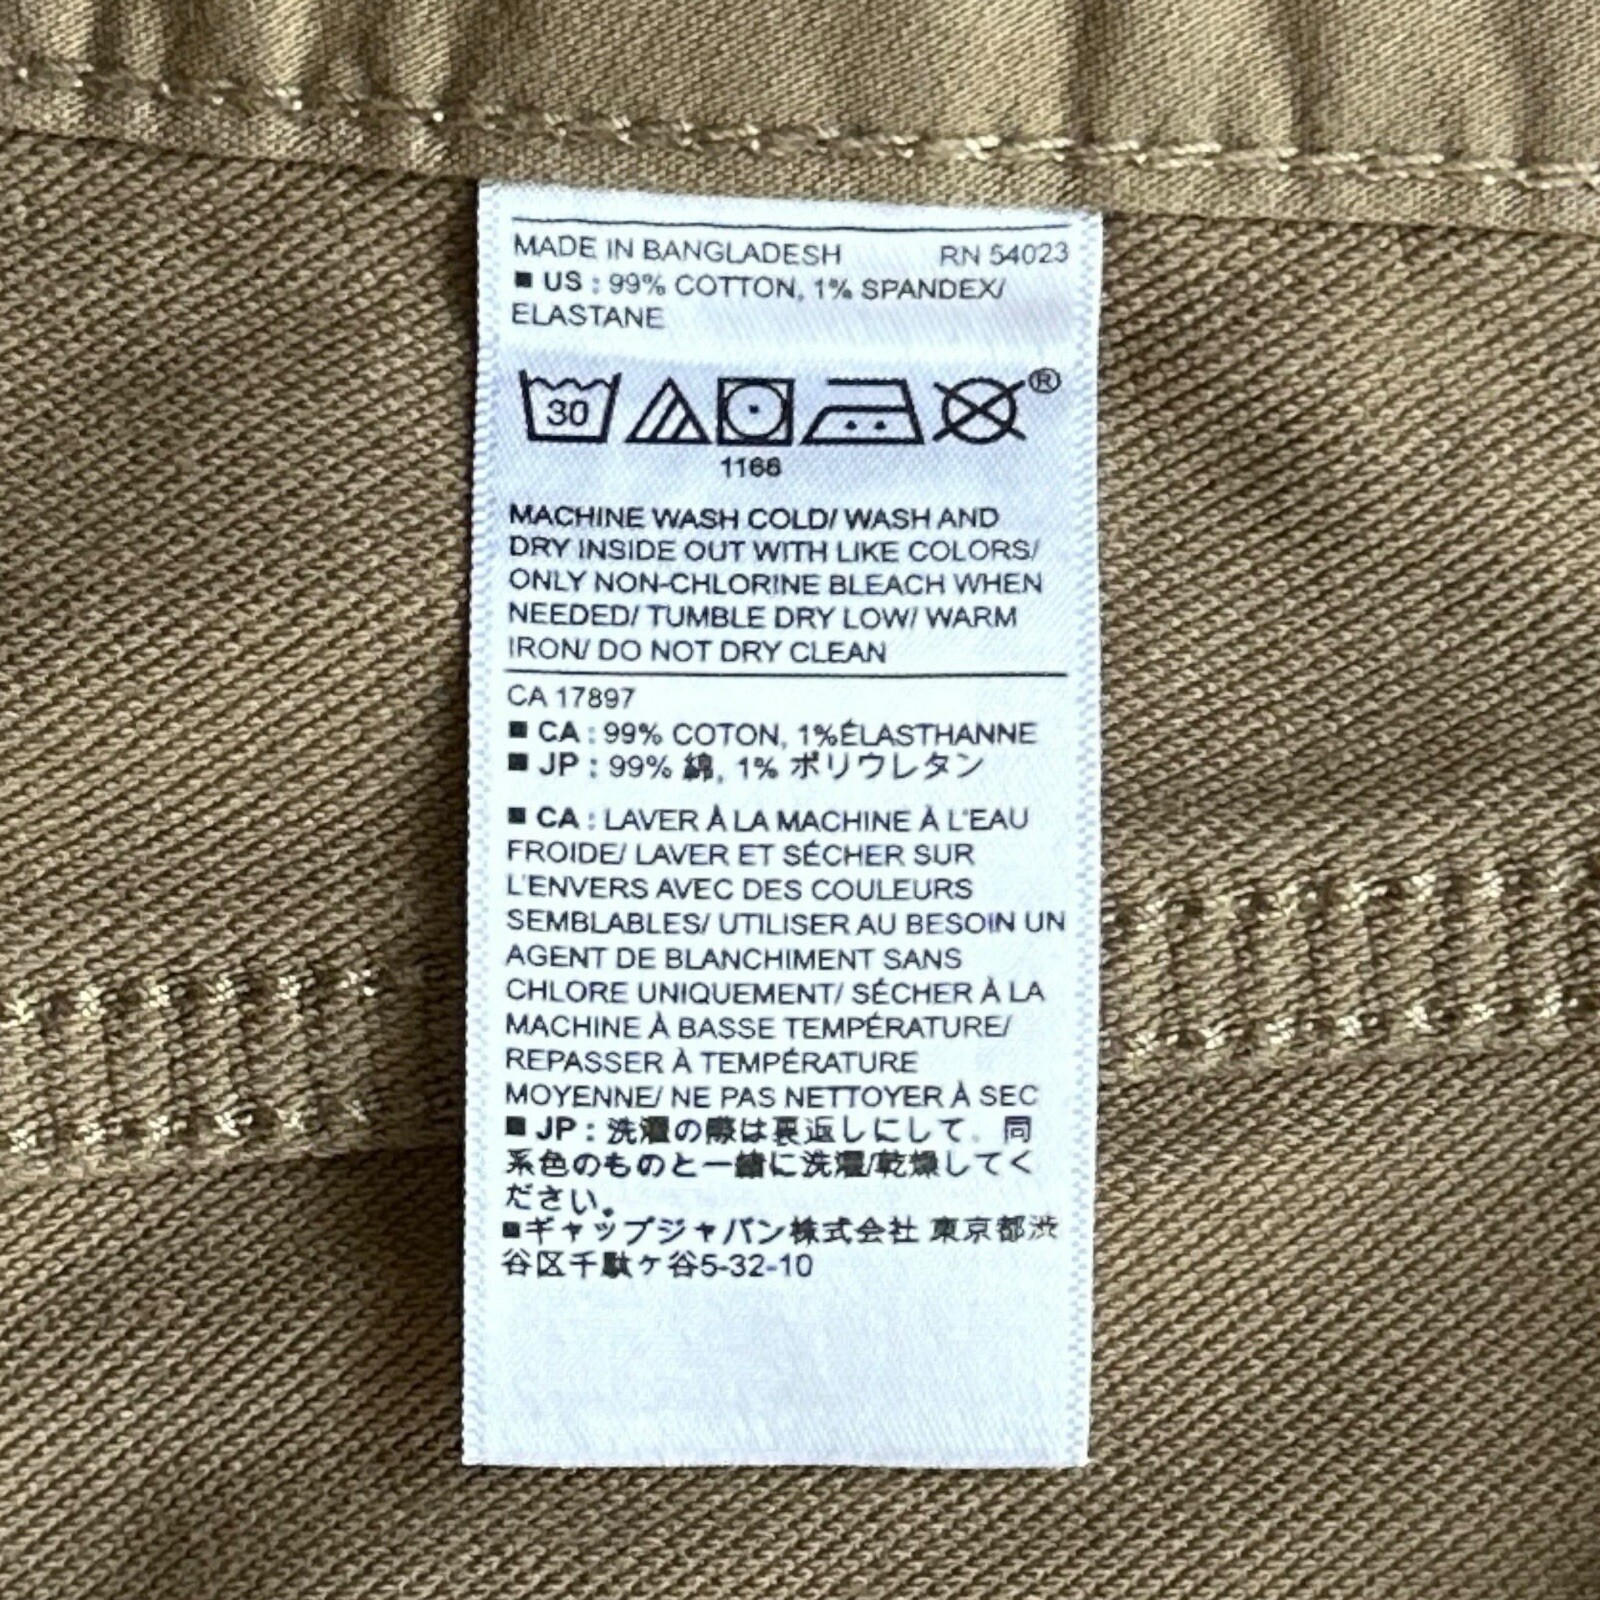 MADE IN BANGLADESH RN 54023
■ US : 99% COTTON, 1% SPANDEX/
ELASTANE
30
®
1166
MACHINE WASH COLD/ WASH AND
DRY INSIDE OUT WITH LIKE COLORS/
ONLY NON-CHLORINE BLEACH WHEN
NEEDED/ TUMBLE DRY LOW/ WARM
IRON/ DO NOT DRY CLEAN
CA 17897
■ CA : 99% COTON, 1%ÉLASTHANNE
■ JP : 99% 綿, 1% ポリウレタン
■ CA : LAVER À LA MACHINE À L'EAU
FROIDE/ LAVER ET SÉCHER SUR
L'ENVERS AVEC DES COULEURS
SEMBLABLES/ UTILISER AU BESOIN UN
AGENT DE BLANCHIMENT SANS
CHLORE UNIQUEMENT/ SÉCHER À LA
MACHINE À BASSE TEMPÉRATURE/
REPASSER À TEMPÉRATURE
MOYENNE/ NE PAS NETTOYER À SEC
■ JP : 洗濯の際は裏返しにして、同
系色のものと一緒に洗濯/乾燥してく
ださい。
■ギャップジャパン株式会社 東京都渋
谷区千駄ケ谷5-32-10